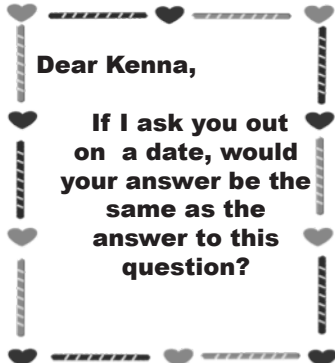 Dear Kenna,
If I ask you out
on a date, would
your answer be the
same as the
answer to this
question?